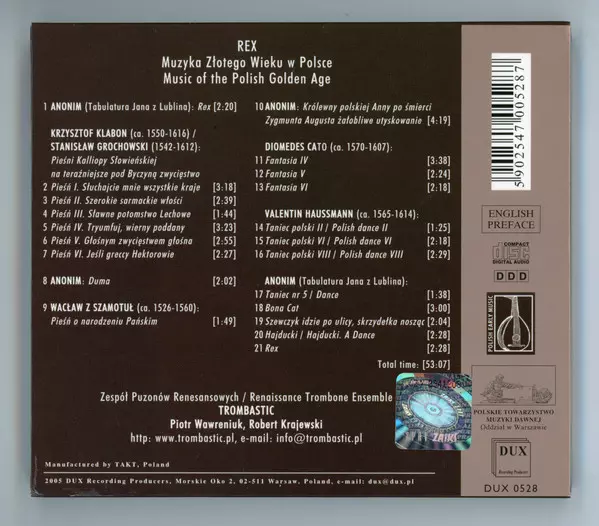 REX
Muzyka Złotego Wieku w Polsce
Music of the Polish Golden Age
1 ANONIM (Tabulatura Jana z Lublina): Rex [2:20]
KRZYSZTOF KLABON (ca. 1550-1616) /
STANISŁAW GROCHOWSKI (1542-1612):
Pieśni Kalliopy Słowieńskiej
na teraźniejsze pod Byczyną zwycięstwo
2 Pieśń I. Słuchajcie mnie wszystkie kraje [3:18]
3 Pieśń II. Szerokie sarmackie włości [2:39]
4 Pieśń III. Sławne potomstwo Lechowe [1:44]
5 Pieśń IV. Tryumfuj, wierny poddany [3:23]
6 Pieśń V. Głośnym zwycięstwem głośna [2:55]
7 Pieśń VI. Jeśli greccy Hektorowie [2:27]
8 ANONIM: Duma [2:02]
9 WACŁAW Z SZAMOTUŁ (ca. 1526-1560):
Pieśń o narodzeniu Pańskim [1:49]
10 ANONIM: Królewny polskiej Anny po śmierci
Zygmunta Augusta żałobliwe utyskowanie [4:19]
DIOMEDES CATO (ca. 1570-1607):
11 Fantasia IV [3:38]
12 Fantasia V [2:24]
13 Fantasia VI [2:18]
VALENTIN HAUSSMANN (ca. 1565-1614):
14 Taniec polski II / Polish dance II [1:25]
15 Taniec polski VI / Polish dance VI [2:18]
16 Taniec polski VIII / Polish dance VIII [2:29]
ANONIM (Tabulatura Jana z Lublina):
17 Taniec nr 5 / Dance [1:38]
18 Bona Cat [3:00]
19 Szewczyk idzie po ulicy, skrzydełka nosząc [2:04]
20 Hajducki / Hajducki. A Dance [2:28]
21 Rex [2:28]
Total time: [53:07]
Zespół Puzonów Renesansowych / Renaissance Trombone Ensemble
TROMBASTIC
Piotr Wawreniuk, Robert Krajewski
http: www.trombastic.pl, e-mail: info@trombastic.pl
Manufactured by TAKT, Poland
2005 DUX Recording Producers, Morskie Oko 2, 02-511 Warsaw, Poland, e-mail: dux@dux.pl
5 902547 005287
ENGLISH
PREFACE
COMPACT
disc
DIGITAL AUDIO
DDD
POLISH EARLY MUSIC
POLSKIE TOWARZYSTWO
MUZYKI DAWNEJ
Oddział w Warszawie
DUX
Recording Producers
DUX 0528
ZAIKS